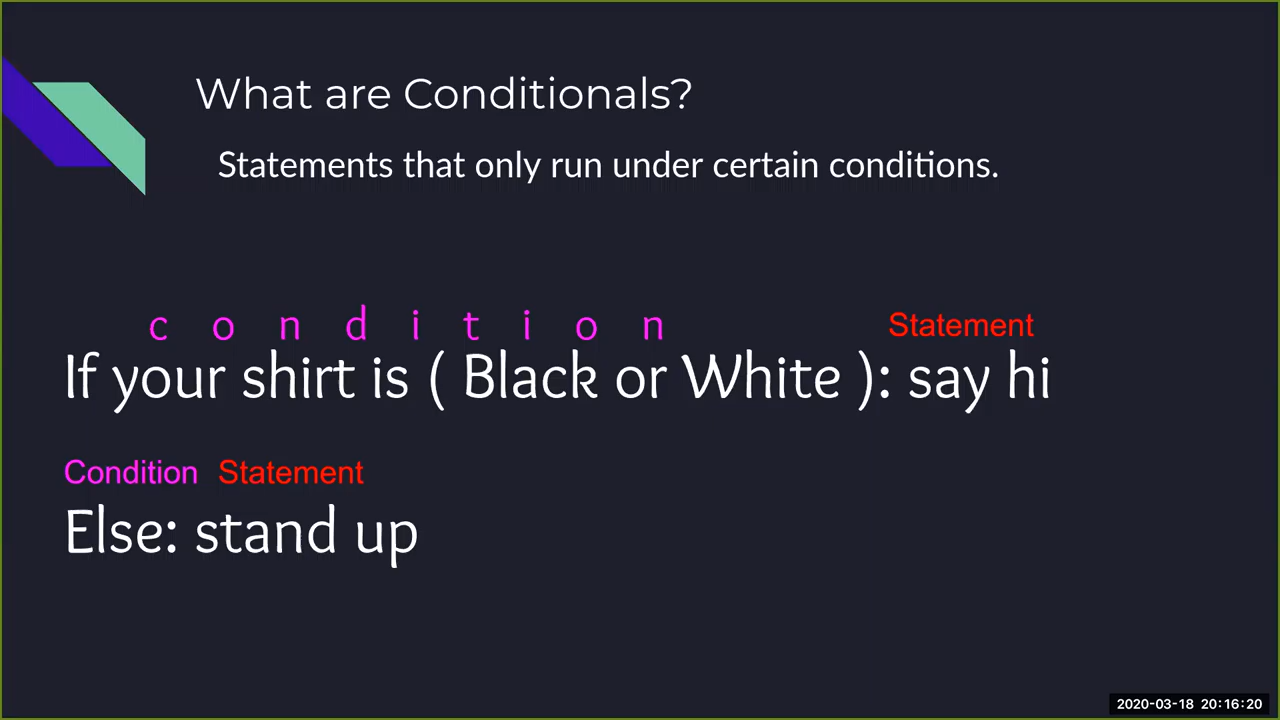 What are Conditionals?
Statements that only run under certain conditions.
c o n d i t i o n Statement
If your shirt is ( Black or White ): say hi
Condition Statement
Else: stand up
2020-03-18 20:16:20